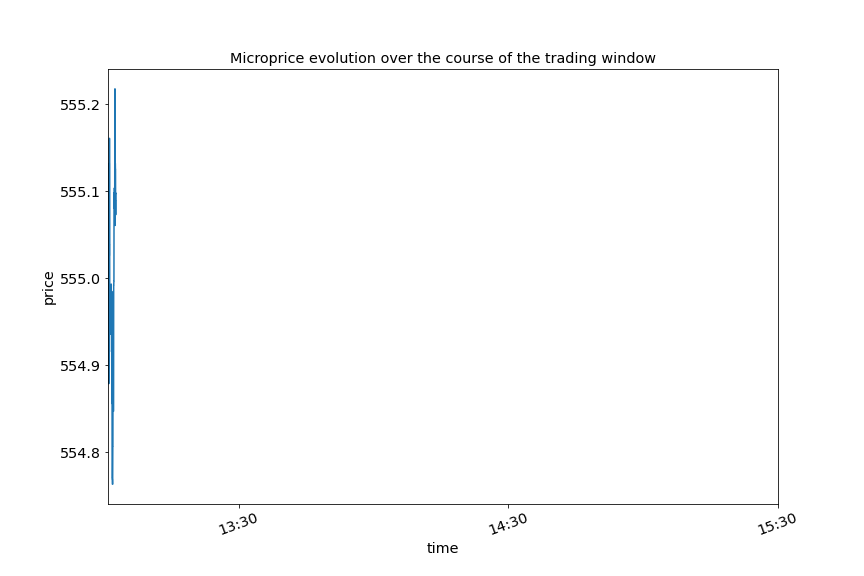 Microprice evolution over the course of the trading window
555.2
555.1
555.0
554.9
554.8
price
13:30
14:30
15:30
time